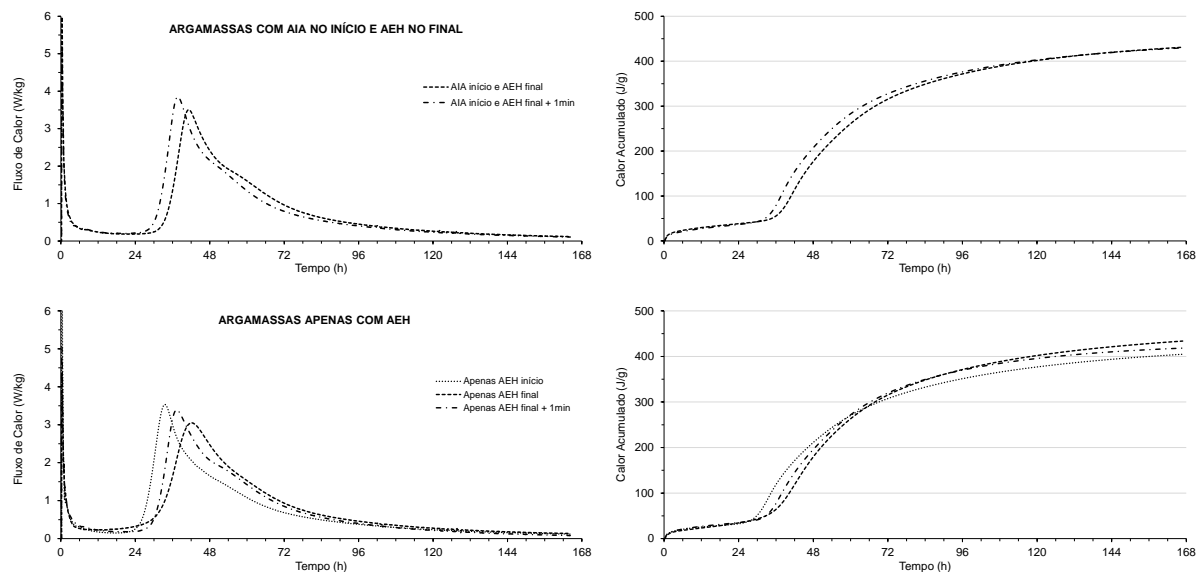 ARGAMASSAS COM AIA NO INÍCIO E AEH NO FINAL
Fluxo de Calor (W/kg)
6
5
4
3
2
1
0
AIA início e AEH final
AIA início e AEH final + 1min
0 24 48 72 96 120 144 168
Tempo (h)
Calor Acumulado (J/g)
500
400
300
200
100
0
0 24 48 72 96 120 144 168
Tempo (h)
ARGAMASSAS APENAS COM AEH
Fluxo de Calor (W/kg)
6
5
4
3
2
1
0
Apenas AEH início
Apenas AEH final
Apenas AEH final + 1min
0 24 48 72 96 120 144 168
Tempo (h)
Calor Acumulado (J/g)
500
400
300
200
100
0
0 24 48 72 96 120 144 168
Tempo (h)